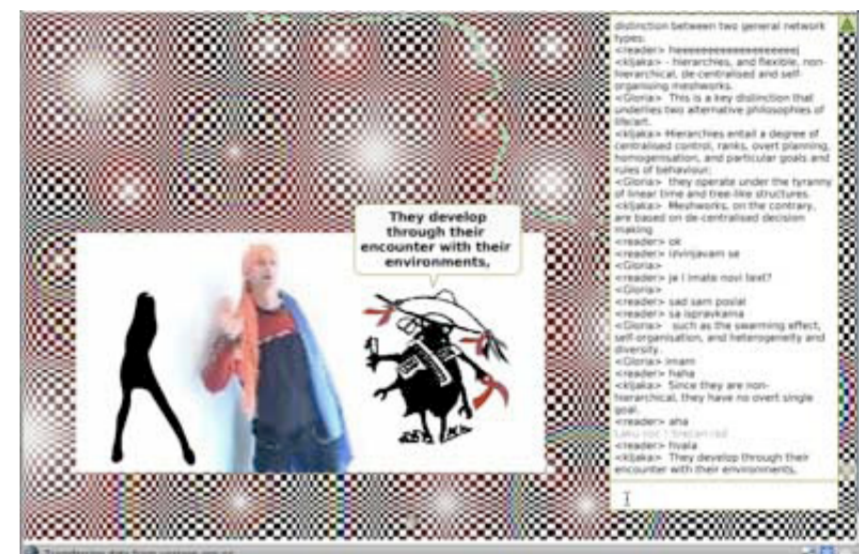 They develop
through their
encounter with their
environments,
distinction between two general network
types:
<reader> heeeeeeeeeeeeeeeeeej
<kljaka> - hierarchies, and flexible, non-
hierarchical, de-centralised and self-
organising meshworks.
<Gloria> This is a key distinction that
underlies two alternative philosophies of
life/art.
<kljaka> Hierarchies entail a degree of
centralised control, ranks, overt planning,
homogenisation, and particular goals and
rules of behaviour;
<Gloria> they operate under the tyranny
of linear time and tree-like structures.
<kljaka> Meshworks, on the contrary,
are based on de-centralised decision
making
<reader> ok
<reader> izvinjavam se
<Gloria>
<reader> je l imate novi text?
<Gloria>
<reader> sad sam poslal
<reader> sa ispravkama
<Gloria> such as the swarming effect,
self-organisation, and heterogeneity and
diversity.
<Gloria> imam
<reader> haha
<kljaka> Since they are non-
hierarchical, they have no overt single
goal.
<reader> aha
<reader> hvala
<kljaka> They develop through their
encounter with their environments,
Transferring data from